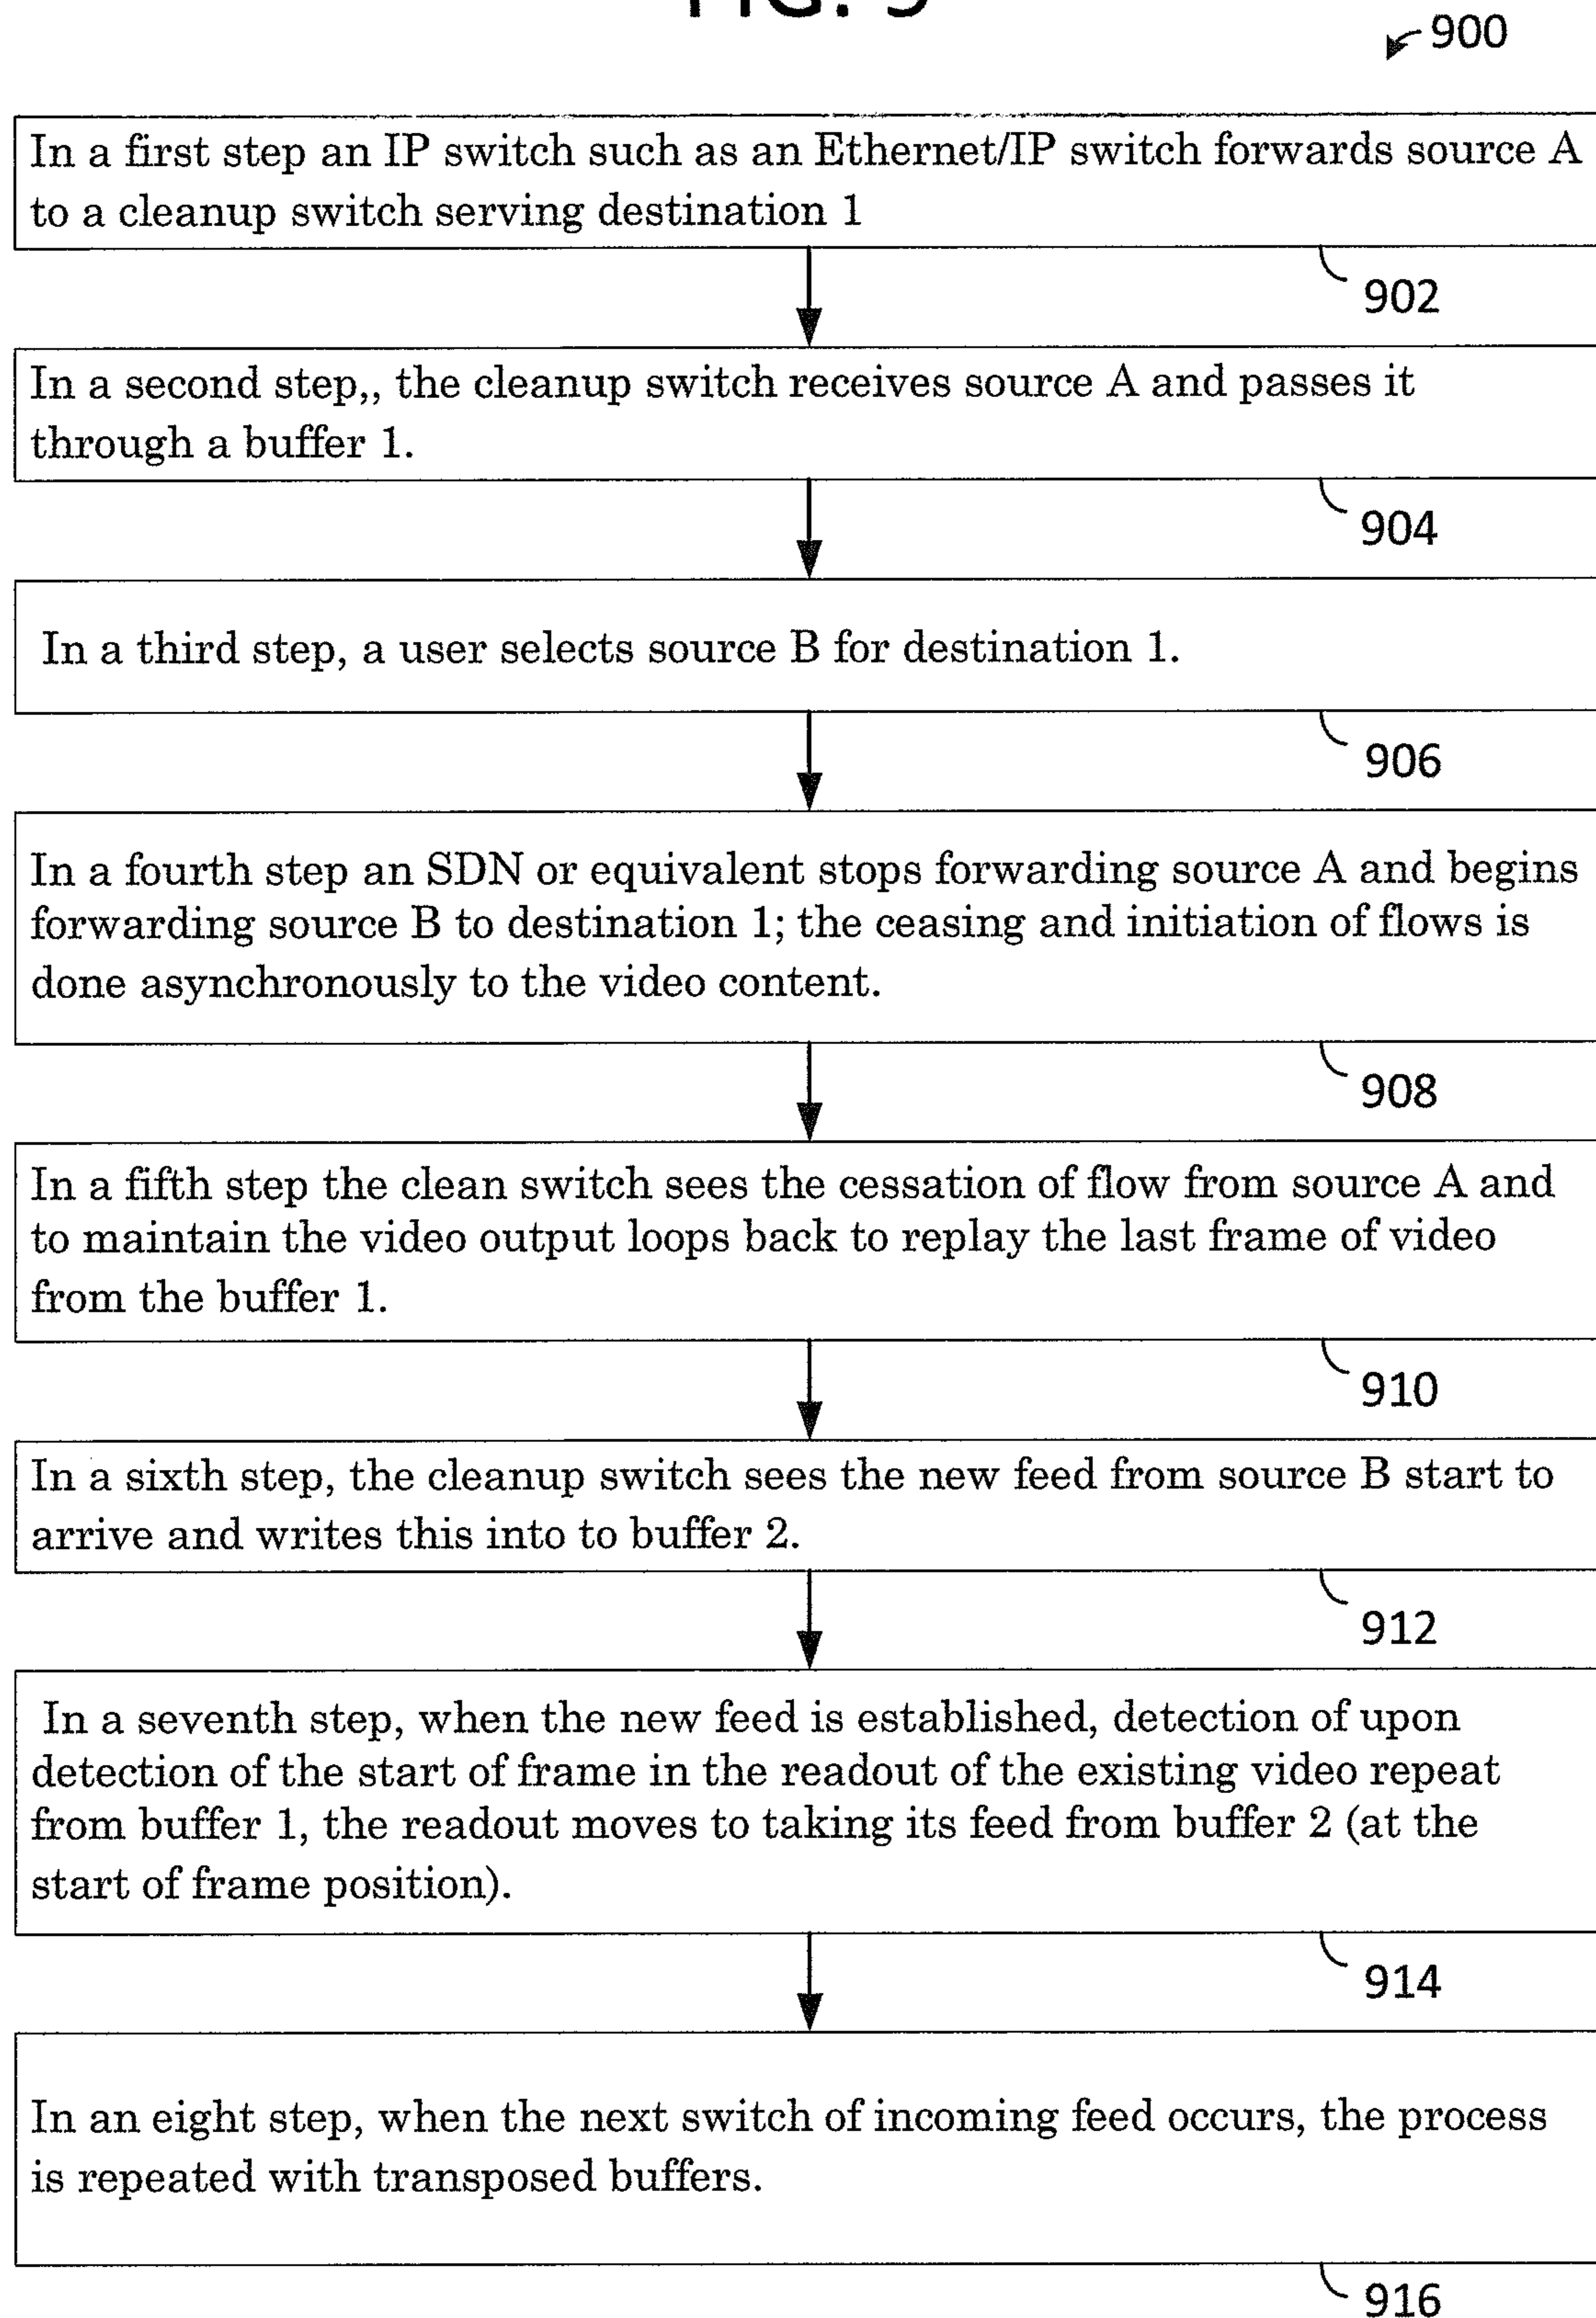 FIG. 9
900
In a first step an IP switch such as an Ethernet/IP switch forwards source A
to a cleanup switch serving destination 1
902
In a second step,, the cleanup switch receives source A and passes it
through a buffer 1.
904
In a third step, a user selects source B for destination 1.
906
In a fourth step an SDN or equivalent stops forwarding source A and begins
forwarding source B to destination 1; the ceasing and initiation of flows is
done asynchronously to the video content.
908
In a fifth step the clean switch sees the cessation of flow from source A and
to maintain the video output loops back to replay the last frame of video
from the buffer 1.
910
In a sixth step, the cleanup switch sees the new feed from source B start to
arrive and writes this into to buffer 2.
912
In a seventh step, when the new feed is established, detection of upon
detection of the start of frame in the readout of the existing video repeat
from buffer 1, the readout moves to taking its feed from buffer 2 (at the
start of frame position).
914
In an eight step, when the next switch of incoming feed occurs, the process
is repeated with transposed buffers.
916